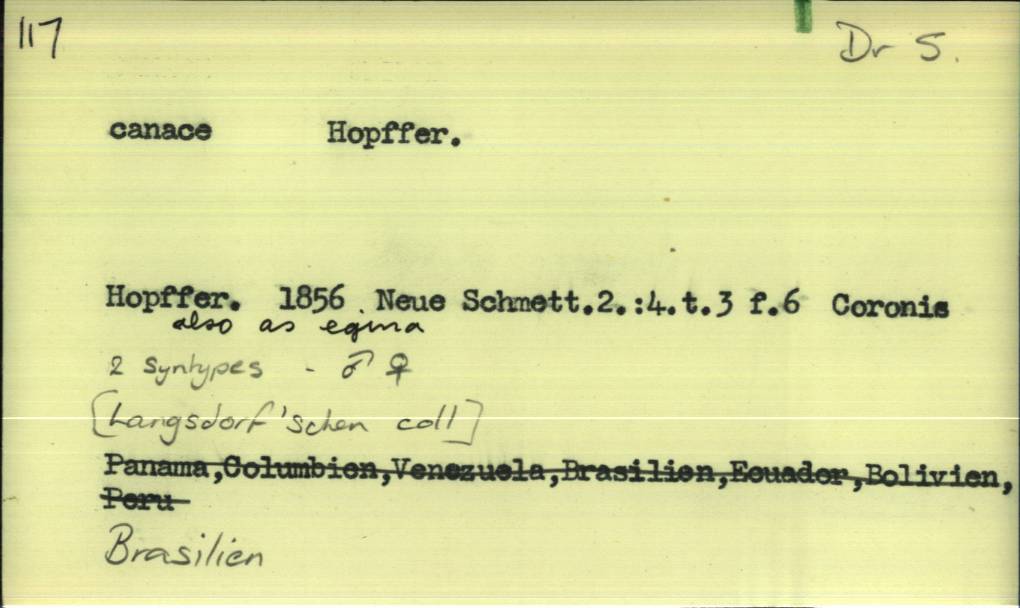 117
Dr S.
canace Hopffer.
Hopffer. 1856 Neue Schmett.2.:4.t.3 f.6 Coronis
also as egina
2 syntypes - ♂ ♀
[Langsdorf'schen coll]
Panama,Columbien,Venezuela,Brasilien,Ecuador,Bolivien,
Peru
Brasilien